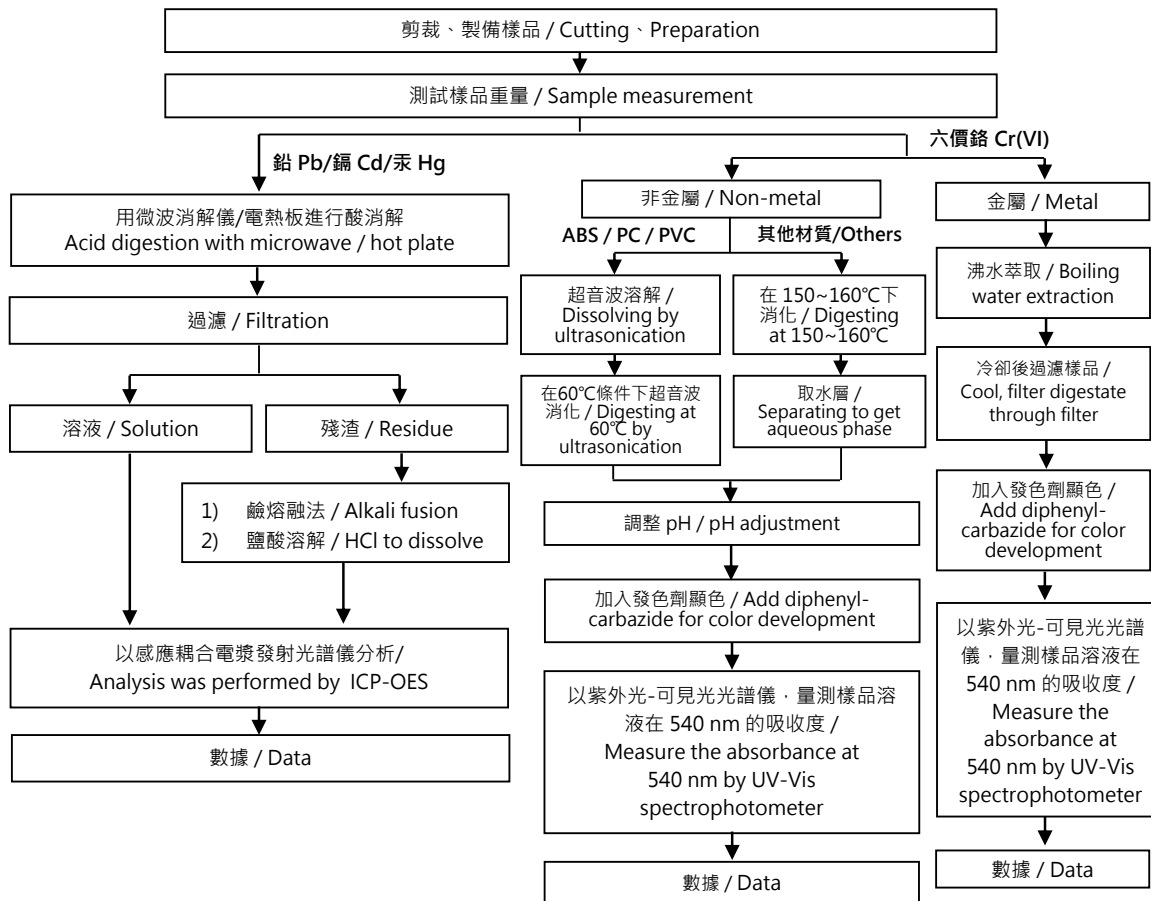 剪裁、製備樣品 / Cutting、Preparation
測試樣品重量 / Sample measurement
鉛 Pb/鎘 Cd/汞 Hg
六價鉻 Cr(VI)
用微波消解儀/電熱板進行酸消解
Acid digestion with microwave / hot plate
過濾 / Filtration
溶液 / Solution
殘渣 / Residue
1) 鹼熔融法 / Alkali fusion
2) 鹽酸溶解 / HCl to dissolve
以感應耦合電漿發射光譜儀分析/
Analysis was performed by ICP-OES
數據 / Data
非金屬 / Non-metal
ABS / PC / PVC
其他材質/Others
超音波溶解 /
Dissolving by
ultrasonication
在60℃條件下超音波
消化 / Digesting at
60℃ by
ultrasonication
在 150~160℃下
消化 / Digesting
at 150~160℃
取水層 /
Separating to get
aqueous phase
調整 pH / pH adjustment
加入發色劑顯色 / Add diphenyl-
carbazide for color development
以紫外光-可見光光譜儀，量測樣品溶
液在 540 nm 的吸收度 /
Measure the absorbance at
540 nm by UV-Vis
spectrophotometer
數據 / Data
金屬 / Metal
沸水萃取 / Boiling
water extraction
冷卻後過濾樣品 /
Cool, filter digestate
through filter
加入發色劑顯色 /
Add diphenyl-
carbazide for color
development
以紫外光-可見光光譜
儀，量測樣品溶液在
540 nm 的吸收度 /
Measure the
absorbance at
540 nm by UV-Vis
spectrophotometer
數據 / Data